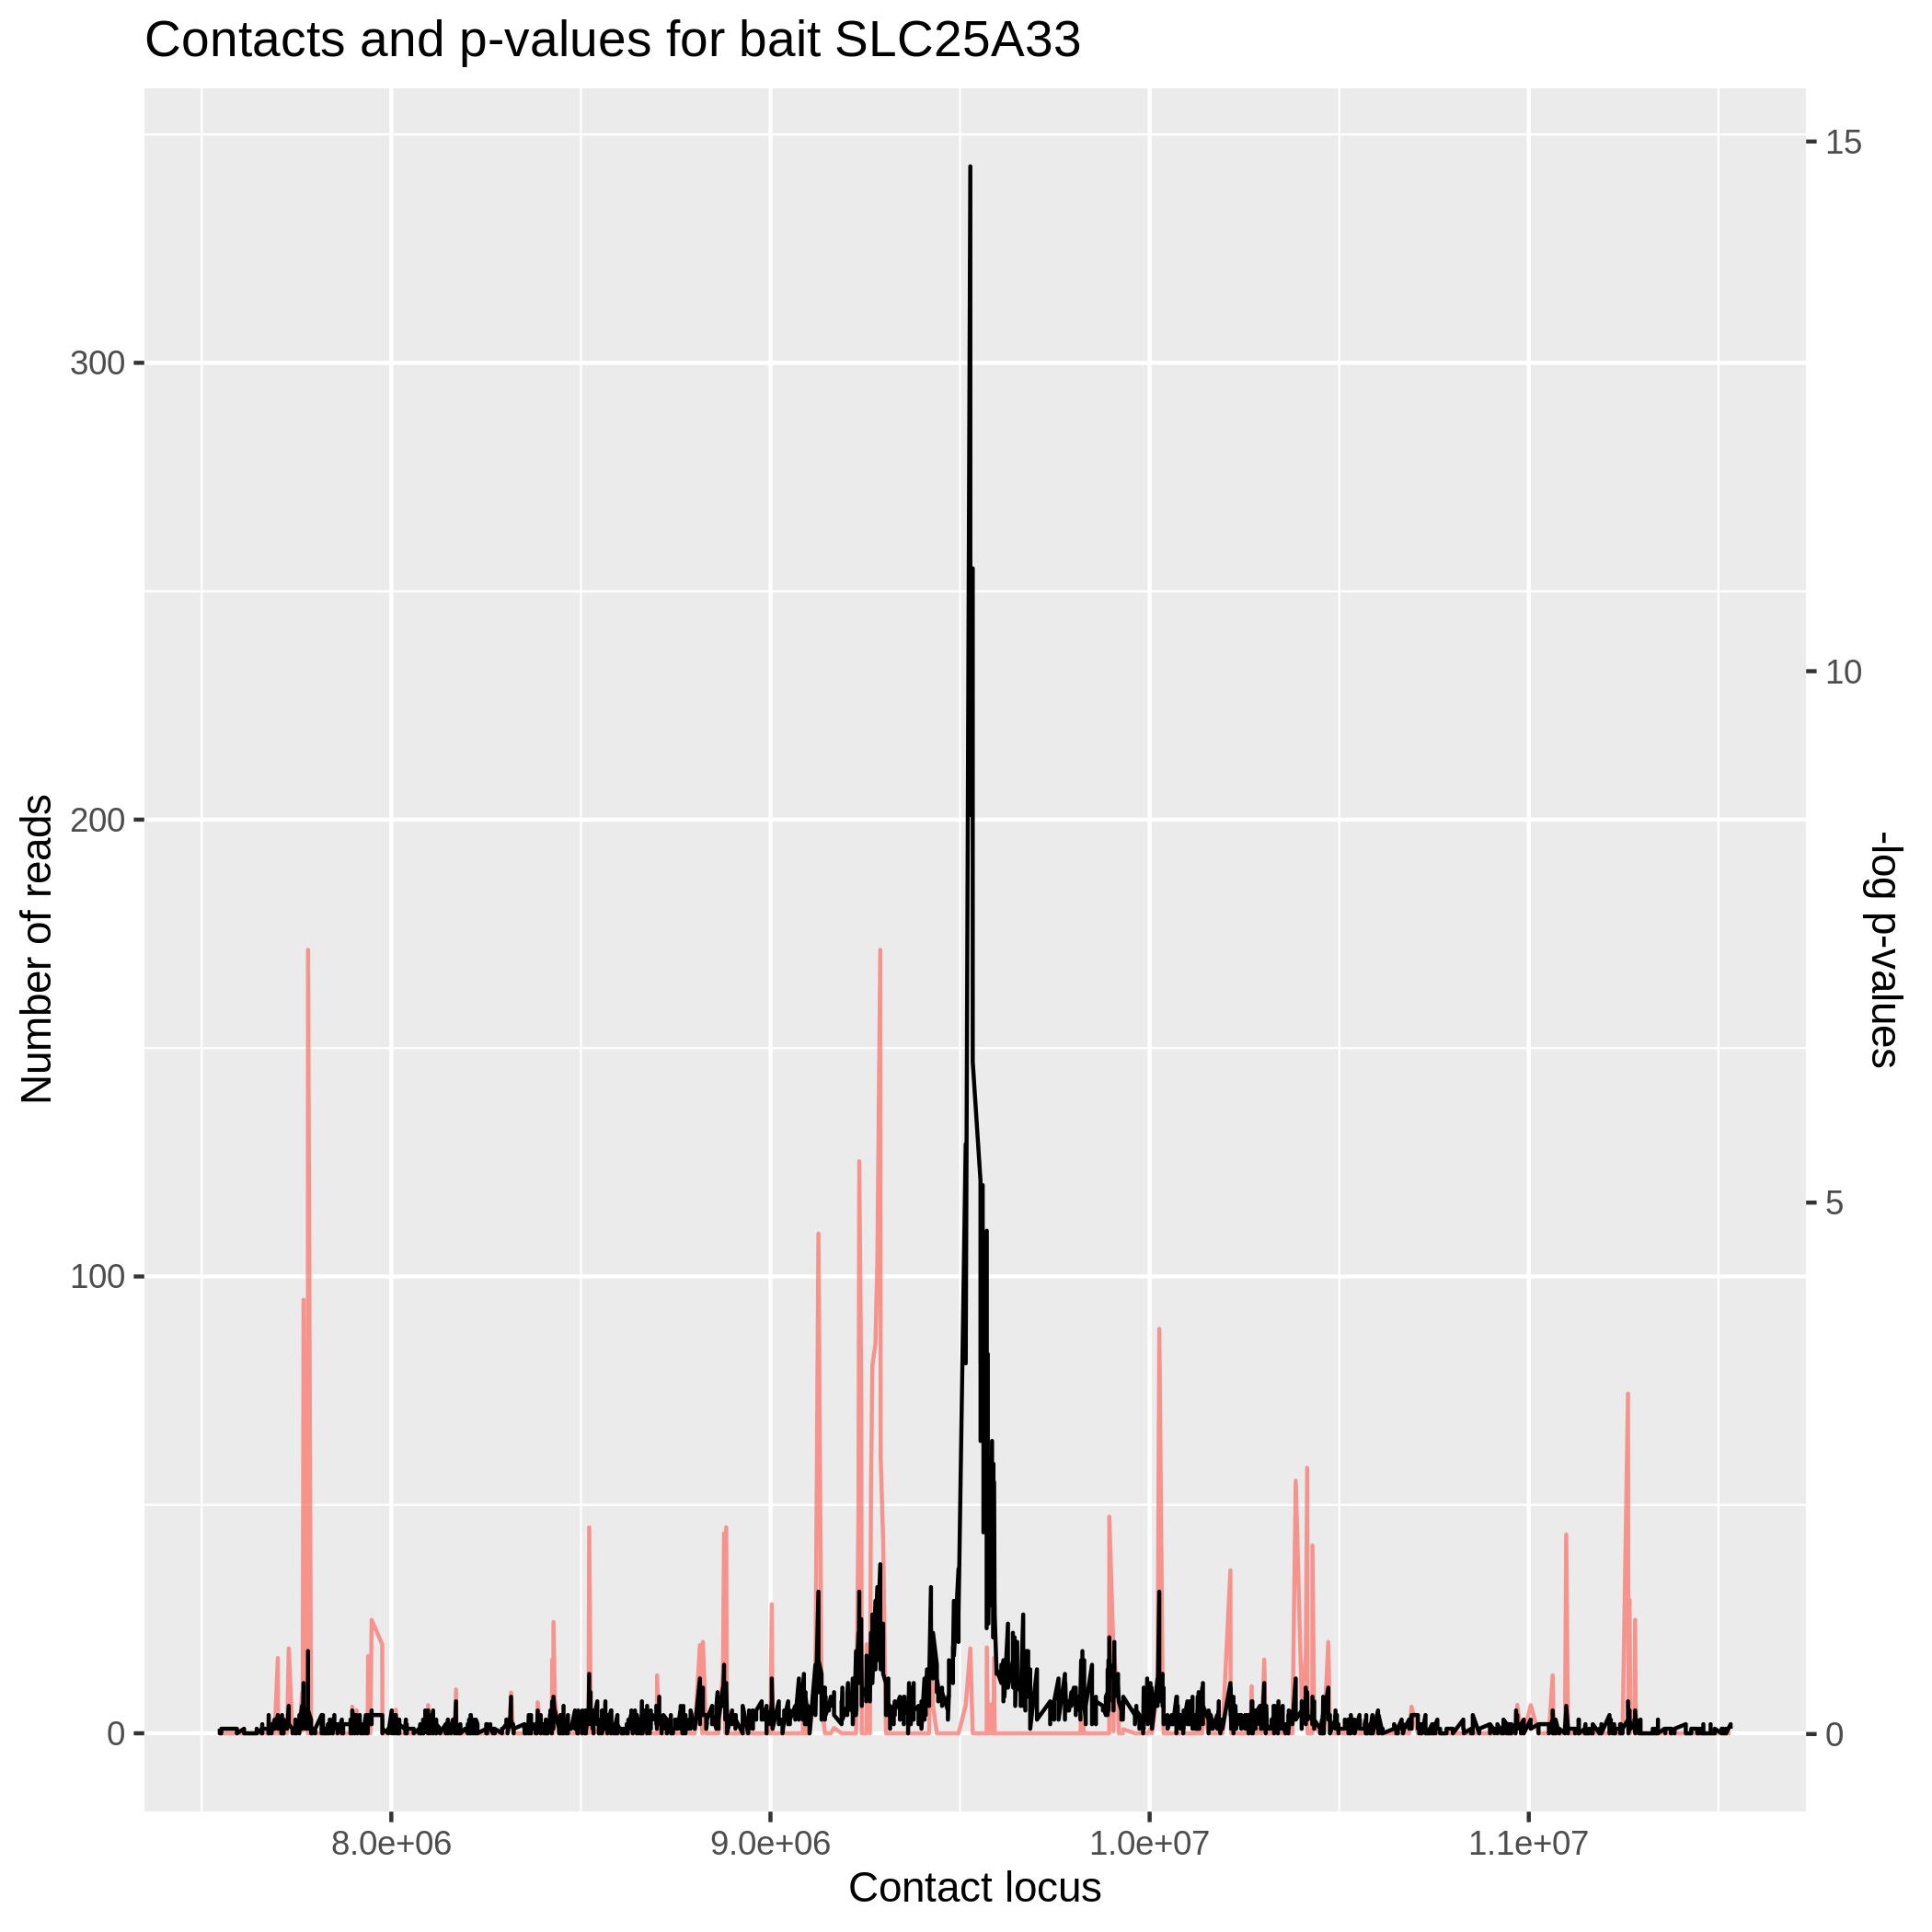 Contacts and p-values for bait SLC25A33
Number of reads
300
200
100
0
15
10
5
0
-log p-values
8.0e+06
9.0e+06
1.0e+07
1.1e+07
Contact locus